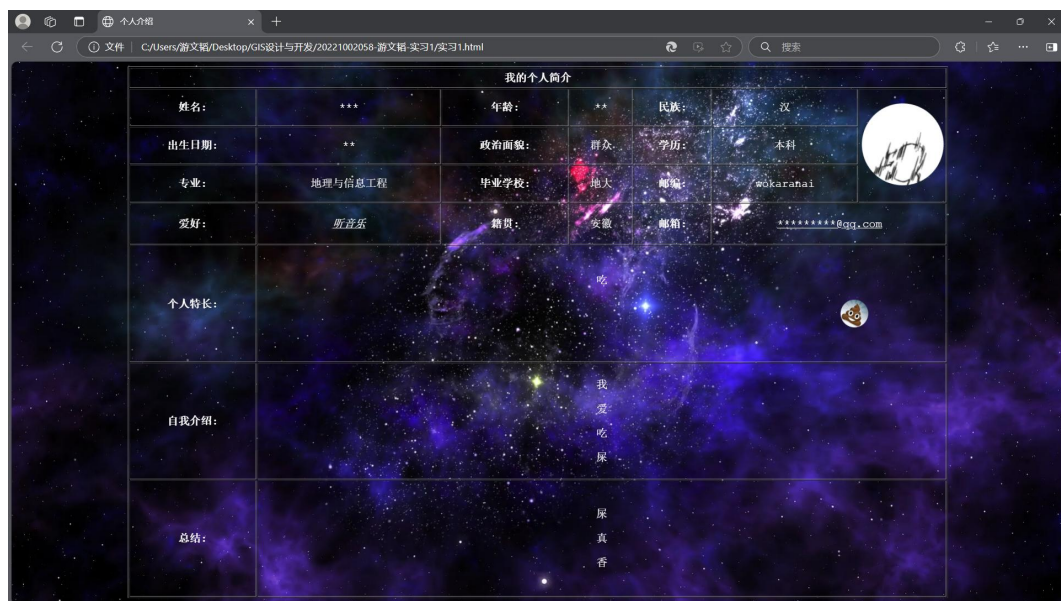 个人介绍
文件 C:/Users/游文韬/Desktop/GIS设计与开发/20221002058-游文韬-实习1/实习1.html 搜索
我的个人简介
姓名: *** 年龄: ** 民族: 汉
出生日期: ** 政治面貌: 群众 学历: 本科
专业: 地理与信息工程 毕业学校: 地大 邮编: wokaranai
爱好: 听音乐 籍贯: 安徽 邮箱: *********@qq.com
个人特长: 吃
自我介绍:
我
爱
吃
屎
总结:
屎
真
香